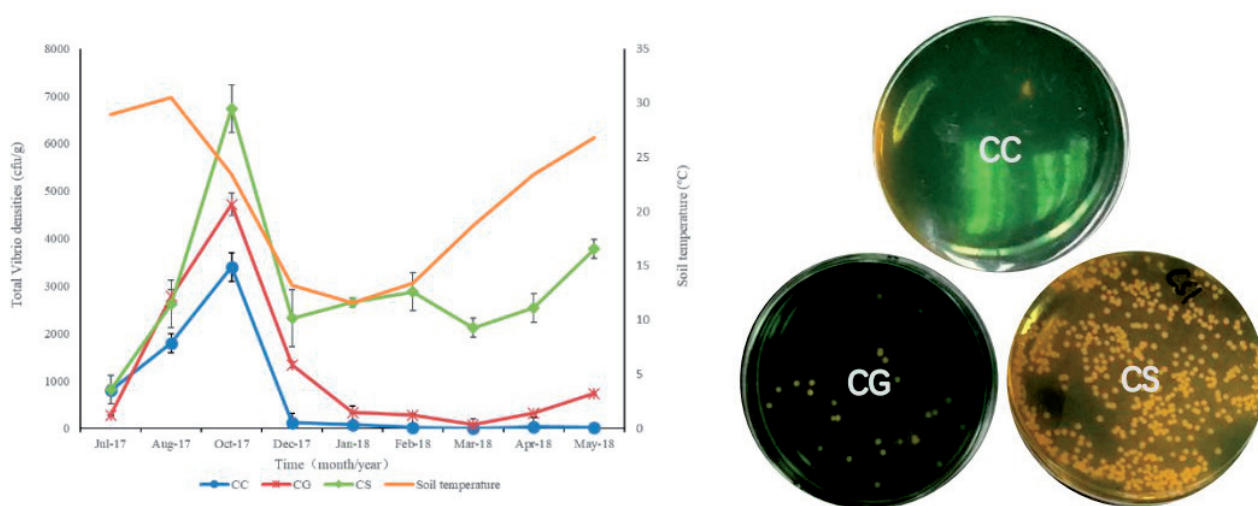 8000
7000
6000
5000
4000
3000
2000
1000
0
Total Vibrio densities (cfu/g)
35
30
25
20
15
10
5
0
Soil temperature (°C)
Jul-17 Aug-17 Oct-17 Dec-17 Jan-18 Feb-18 Mar-18 Apr-18 May-18
Time（month/year）
CC CG CS Soil temperature
CC
CG
CS